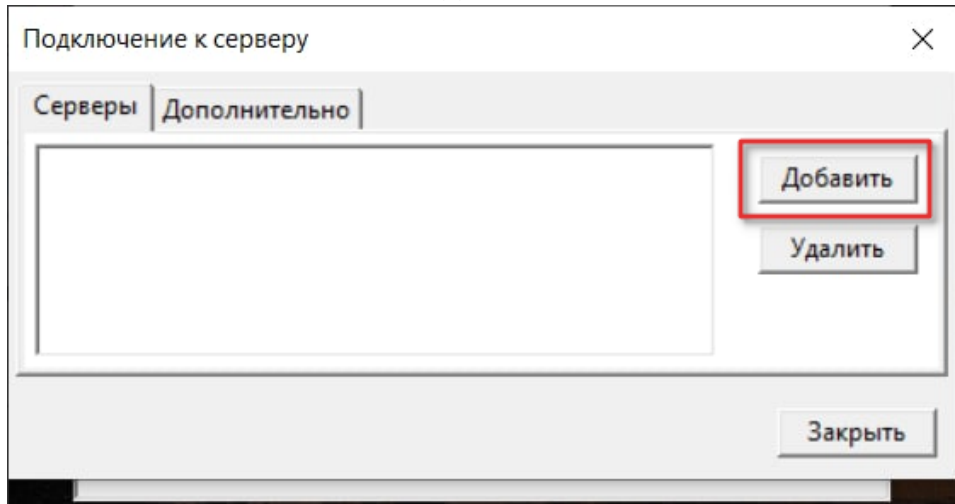 Подключение к серверу
Серверы
Дополнительно
Добавить
Удалить
Закрыть